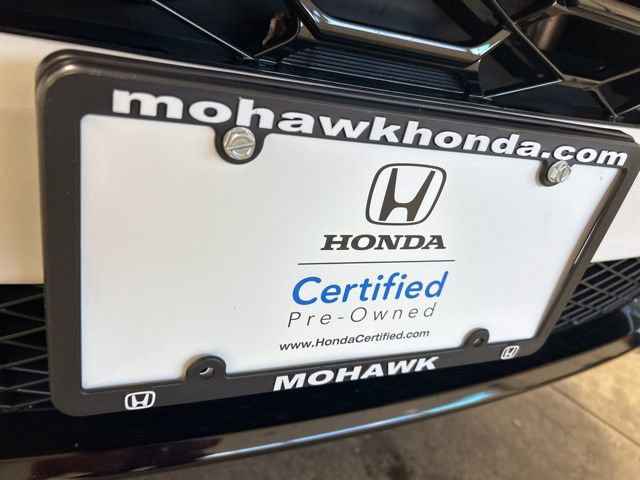 mohawkhonda.com
HONDA
Certified
Pre-Owned
www.HondaCertified.com
MOHAWK